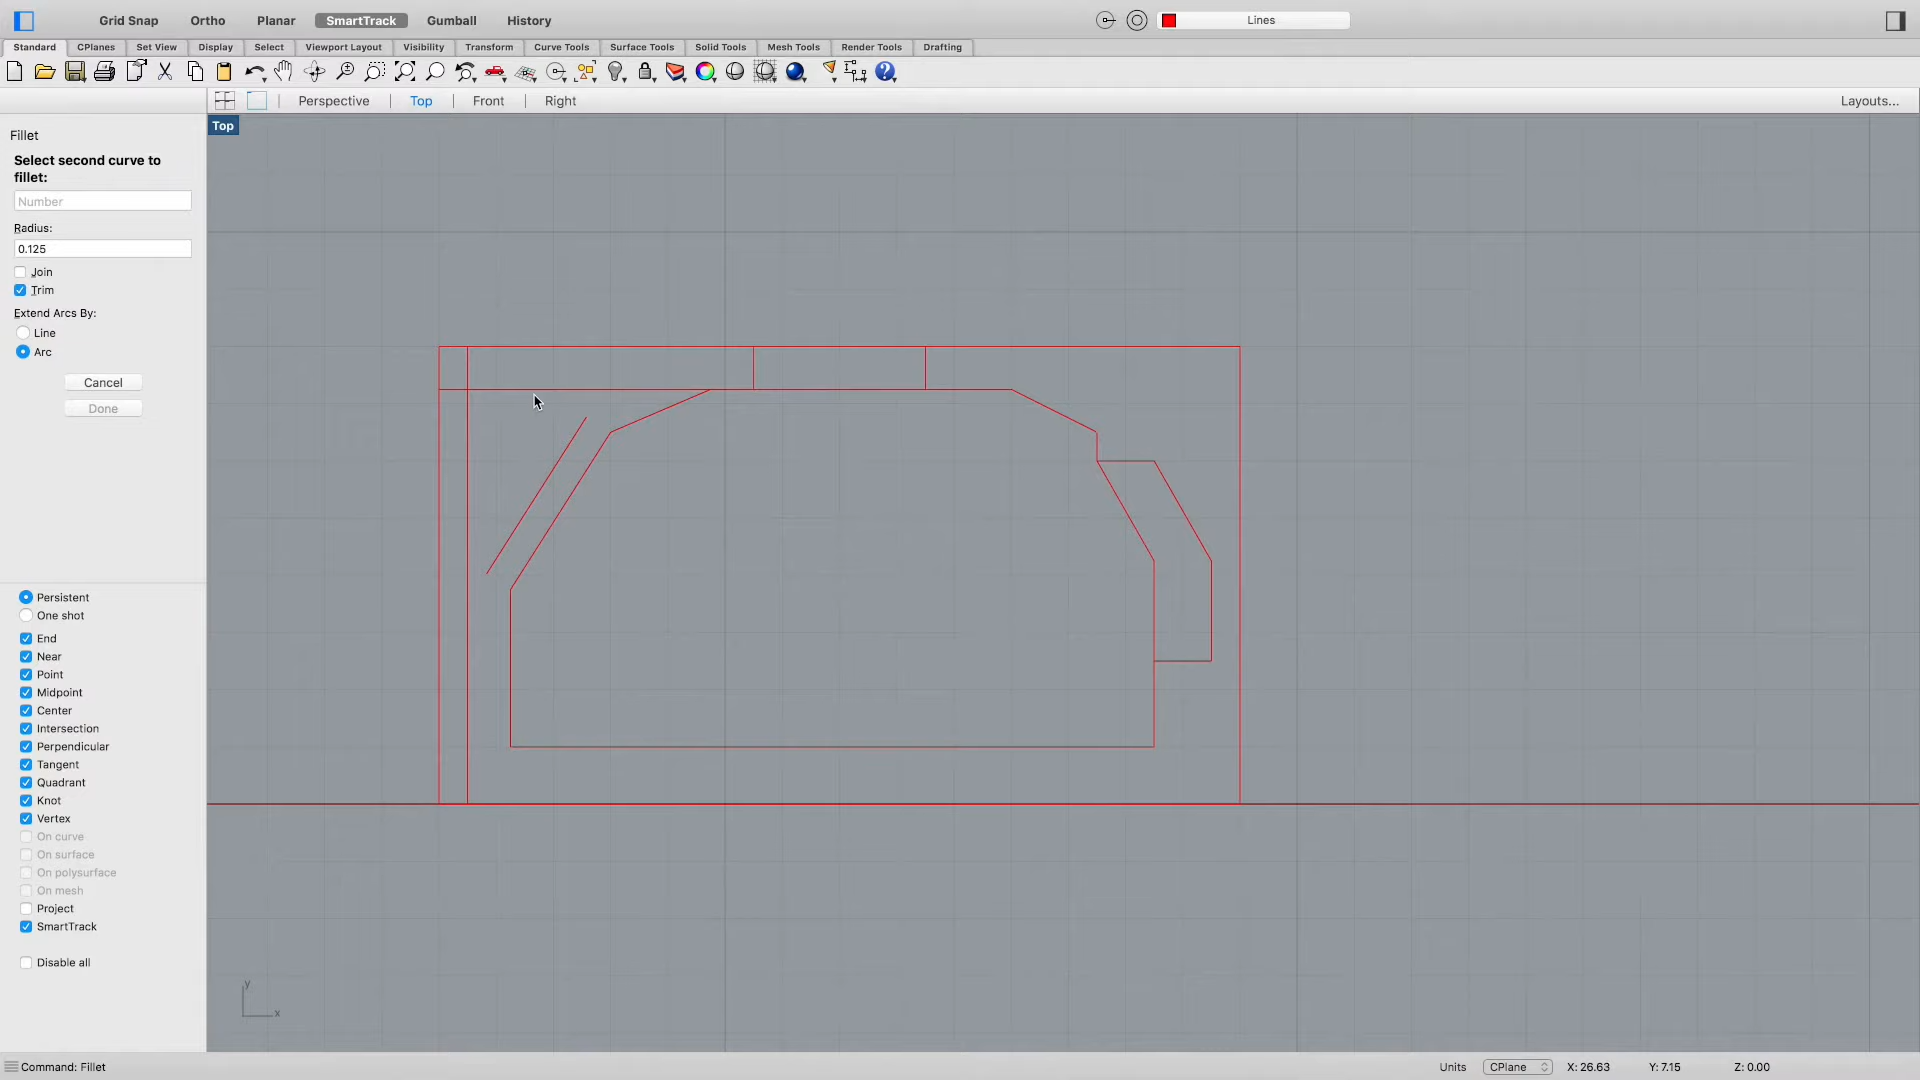 Grid Snap Ortho Planar SmartTrack Gumball History Lines
Standard CPlanes Set View Display Select Viewport Layout Visibility Transform Curve Tools Surface Tools Solid Tools Mesh Tools Render Tools Drafting
Perspective Top Front Right Layouts...
Top
Fillet
Select second curve to
fillet:
Number
Radius:
0.125
Join
Trim
Extend Arcs By:
Line
Arc
Cancel
Done
Persistent
One shot
End
Near
Point
Midpoint
Center
Intersection
Perpendicular
Tangent
Quadrant
Knot
Vertex
On curve
On surface
On polysurface
On mesh
Project
SmartTrack
Disable all
y
x
Command: Fillet Units CPlane X: 26.63 Y: 7.15 Z: 0.00